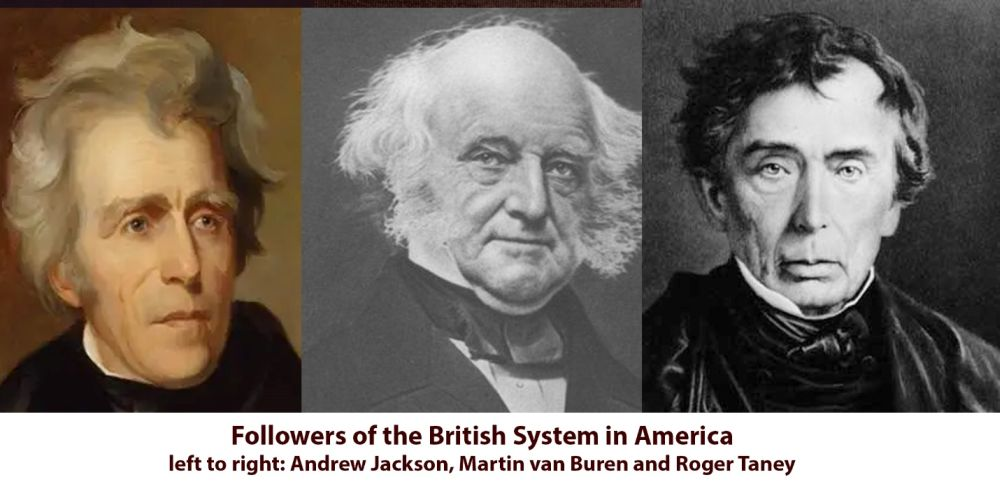 Followers of the British System in America
left to right: Andrew Jackson, Martin van Buren and Roger Taney